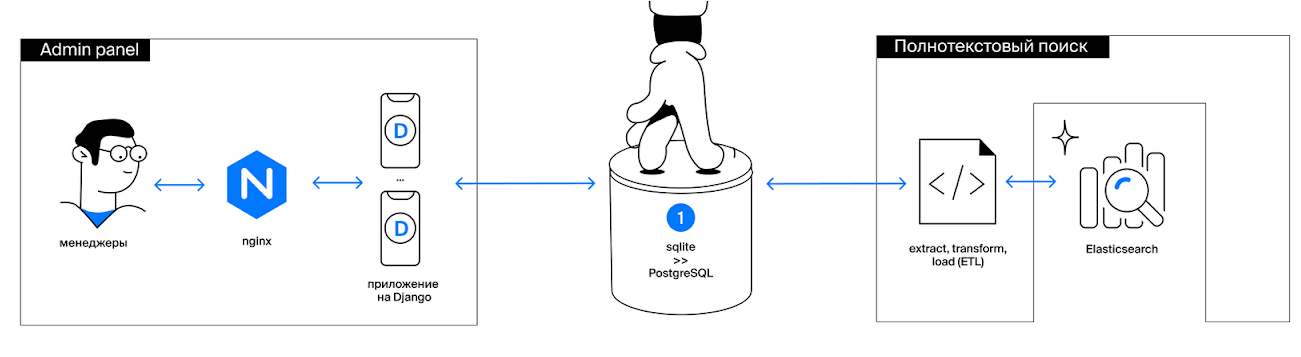 Admin panel
менеджеры
N
nginx
D
...
D
приложение
на Django
1
sqlite
>>
PostgreSQL
Полнотекстовый поиск
</>
extract, transform,
load (ETL)
Elasticsearch